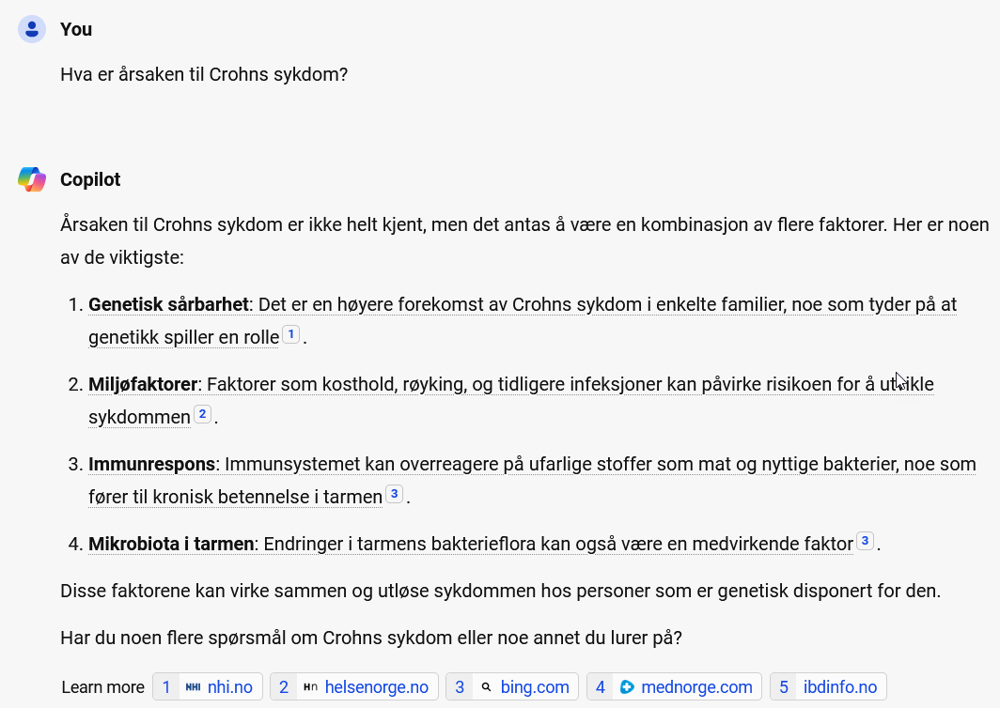 You
Hva er årsaken til Crohns sykdom?
Copilot
Årsaken til Crohns sykdom er ikke helt kjent, men det antas å være en kombinasjon av flere faktorer. Her er noen
av de viktigste:
1. Genetisk sårbarhet: Det er en høyere forekomst av Crohns sykdom i enkelte familier, noe som tyder på at
genetikk spiller en rolle 1 .
2. Miljøfaktorer: Faktorer som kosthold, røyking, og tidligere infeksjoner kan påvirke risikoen for å utvikle
sykdommen 2 .
3. Immunrespons: Immunsystemet kan overreagere på ufarlige stoffer som mat og nyttige bakterier, noe som
fører til kronisk betennelse i tarmen 3 .
4. Mikrobiota i tarmen: Endringer i tarmens bakterieflora kan også være en medvirkende faktor 3 .
Disse faktorene kan virke sammen og utløse sykdommen hos personer som er genetisk disponert for den.
Har du noen flere spørsmål om Crohns sykdom eller noe annet du lurer på?
Learn more 1 NHI nhi.no 2 Hn helsenorge.no 3 bing.com 4 mednorge.com 5 ibdinfo.no